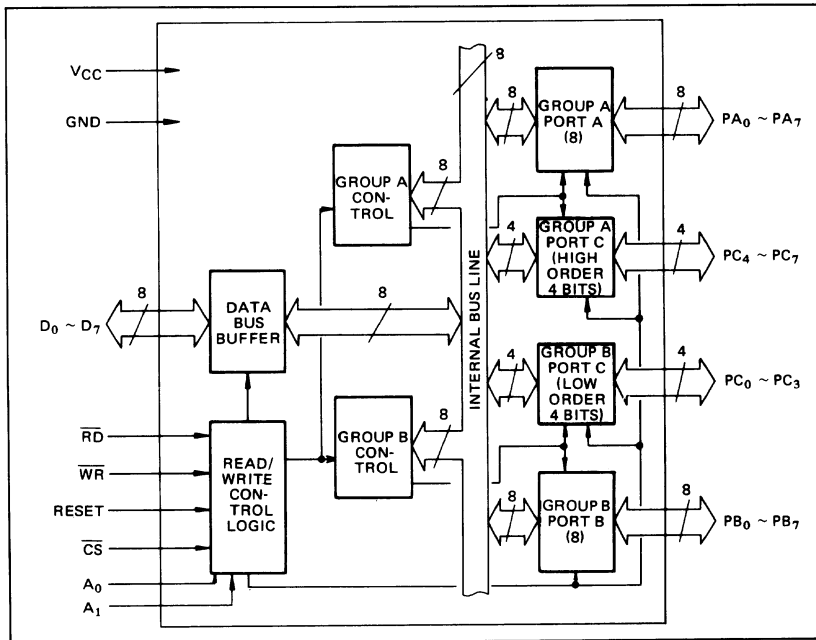 VCC
GND
D0 ~ D7
RD
WR
RESET
CS
A0
A1
8
DATA
BUS
BUFFER
READ/
WRITE
CON-
TROL
LOGIC
GROUP A
CON-
TROL
8
8
GROUP B
CON-
TROL
8
8
INTERNAL BUS LINE
8
GROUP A
PORT A
(8)
8
PA0 ~ PA7
4
GROUP A
PORT C
(HIGH
ORDER
4 BITS)
4
PC4 ~ PC7
4
GROUP B
PORT C
(LOW
ORDER
4 BITS)
4
PC0 ~ PC3
8
GROUP B
PORT B
(8)
8
PB0 ~ PB7